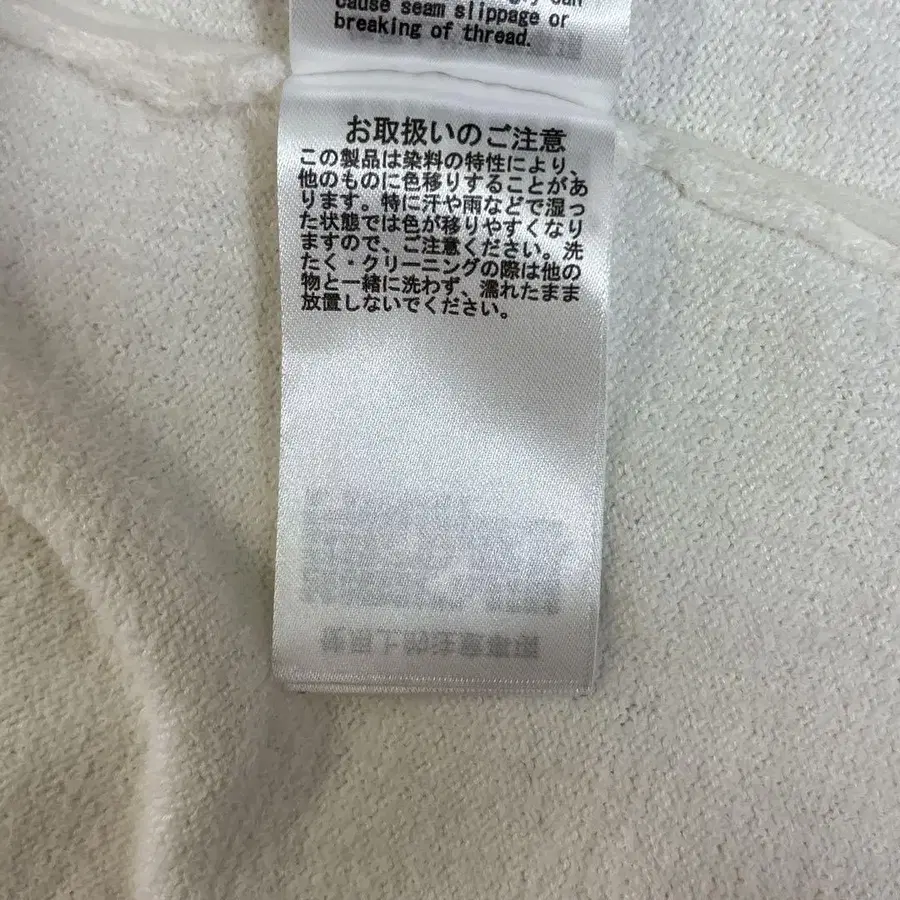 cause seam slippage or
breaking of thread.
お取扱いのご注意
この製品は染料の特性により、
他のものに色移りすることがあ
ります。特に汗や雨などで湿っ
た状態では色が移りやすくなり
ますので、ご注意ください。洗
たく・クリーニングの際は他の
物と一緒に洗わず、濡れたまま
放置しないでください。